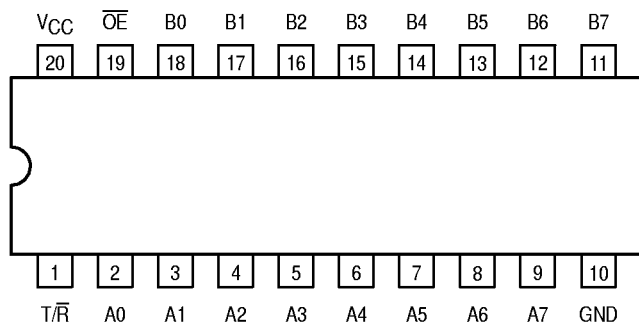 VCC O̅E̅ B0 B1 B2 B3 B4 B5 B6 B7
20 19 18 17 16 15 14 13 12 11
1 2 3 4 5 6 7 8 9 10
T/R̅ A0 A1 A2 A3 A4 A5 A6 A7 GND